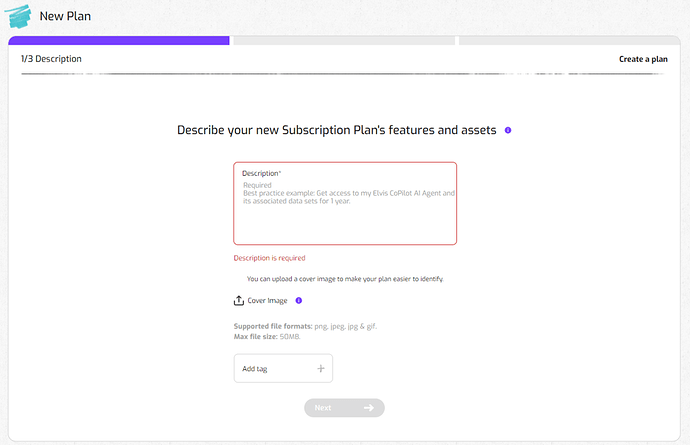 New Plan
1/3 Description
Create a plan
Describe your new Subscription Plan's features and assets
Description*
Required
Best practice example: Get access to my Elvis CoPilot AI Agent and
its associated data sets for 1 year.
Description is required
You can upload a cover image to make your plan easier to identify.
Cover Image
Supported file formats: png, jpeg, jpg & gif.
Max file size: 50MB.
Add tag
Next